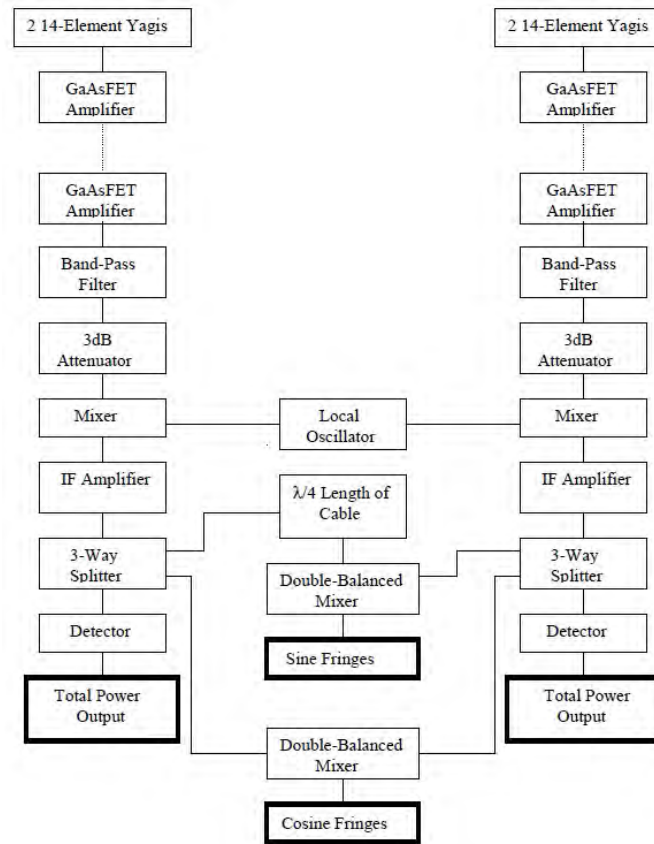 2 14-Element Yagis
2 14-Element Yagis
GaAsFET
Amplifier
GaAsFET
Amplifier
GaAsFET
Amplifier
GaAsFET
Amplifier
Band-Pass
Filter
Band-Pass
Filter
3dB
Attenuator
3dB
Attenuator
Mixer
Local
Oscillator
Mixer
IF Amplifier
λ/4 Length of
Cable
IF Amplifier
3-Way
Splitter
Double-Balanced
Mixer
3-Way
Splitter
Detector
Sine Fringes
Detector
Total Power
Output
Total Power
Output
Double-Balanced
Mixer
Cosine Fringes